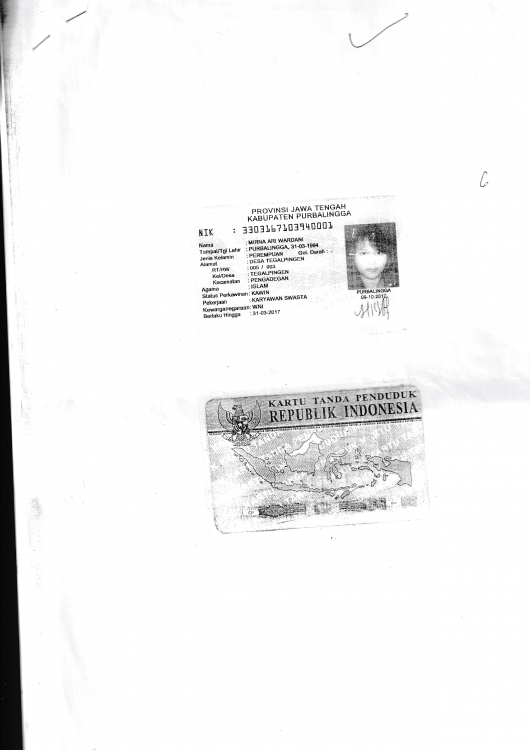 PROVINSI JAWA TENGAH
KABUPATEN PURBALINGGA
NIK : 3303167103940001
Nama : MIRNA ARI WARDANI
Tempat/Tgl Lahir : PURBALINGGA, 31-03-1994
Jenis Kelamin : PEREMPUAN Gol. Darah : -
Alamat : DESA TEGALPINGEN
RT/RW : 005 / 003
Kel/Desa : TEGALPINGEN
Kecamatan : PENGADEGAN
Agama : ISLAM
Status Perkawinan : KAWIN
Pekerjaan : KARYAWAN SWASTA
Kewarganegaraan : WNI
Berlaku Hingga : 31-03-2017
PURBALINGGA
09-10-2012
KARTU TANDA PENDUDUK
REPUBLIK INDONESIA